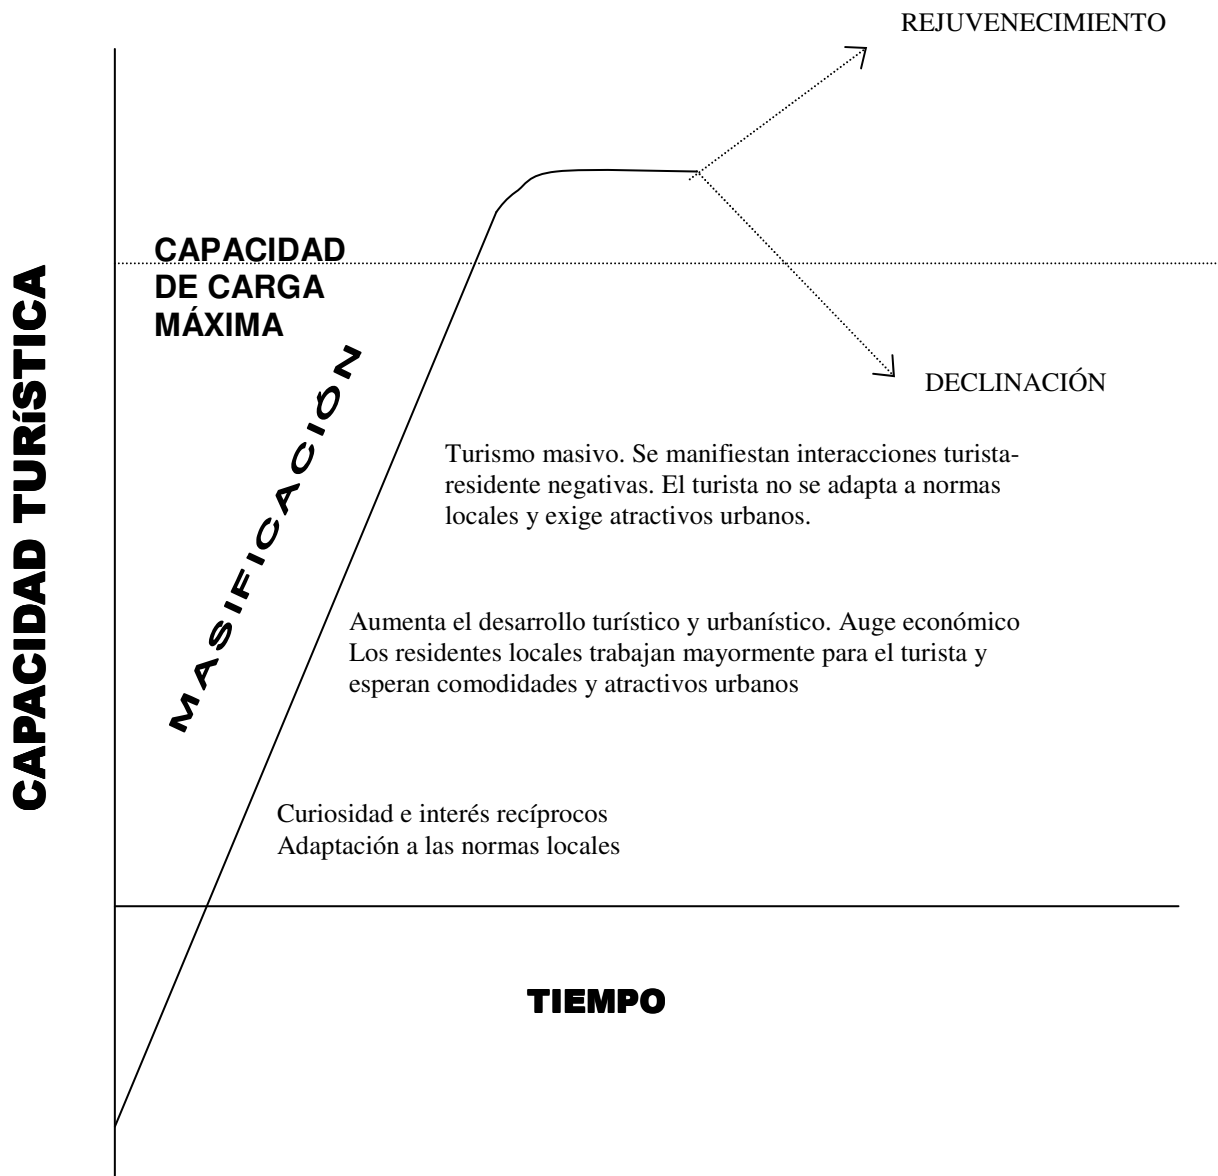 REJUVENECIMIENTO
CAPACIDAD
DE CARGA
MÁXIMA
CAPACIDAD TURíSTICA
MASIFICACIÓN
DECLINACIÓN
Turismo masivo. Se manifiestan interacciones turista-
residente negativas. El turista no se adapta a normas
locales y exige atractivos urbanos.
Aumenta el desarrollo turístico y urbanístico. Auge económico
Los residentes locales trabajan mayormente para el turista y
esperan comodidades y atractivos urbanos
Curiosidad e interés recíprocos
Adaptación a las normas locales
TIEMPO